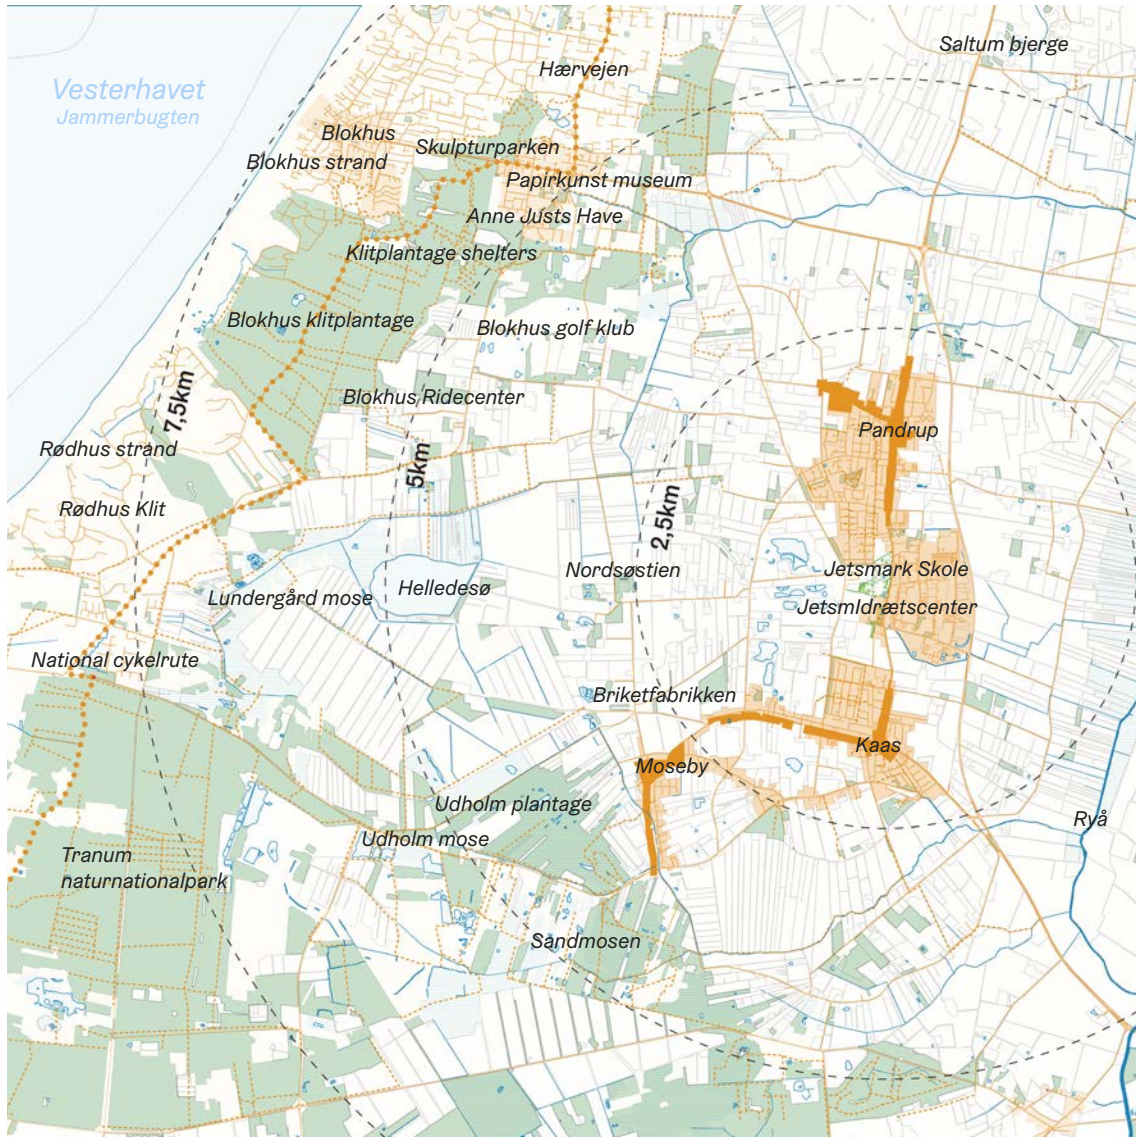 Saltum bjerge
Hærvejen
Vesterhavet
Jammerbugten
Blokhus
Skulpturparken
Blokhus strand
Papirkunst museum
Anne Justs Have
Klitplantage shelters
Blokhus klitplantage
Blokhus golf klub
7,5km
Blokhus Ridecenter
Pandrup
Rødhus strand
5km
Rødhus Klit
2,5km
Nordsøstien
Jetsmark Skole
Helledesø
Lundergård mose
JetsmIdrætscenter
National cykelrute
Briketfabrikken
Kaas
Moseby
Udholm plantage
Ryå
Udholm mose
Tranum
naturnationalpark
Sandmosen